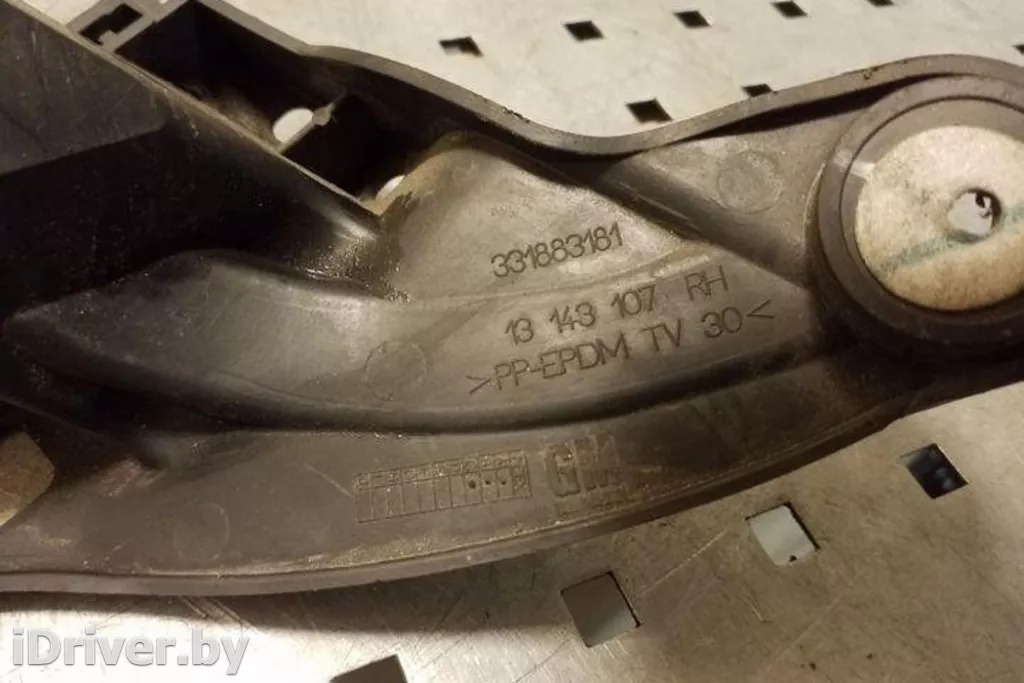 331883181
13 143 107 RH
>PP-EPDM TV 30<
GM
iDriver.by